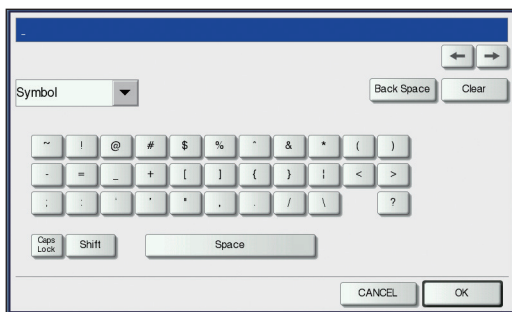 _
Symbol
Back Space Clear
~ ! @ # $ % ^ & * ( )
- = _ + [ ] { } ¦ < >
; : ` ' " , . / \ ?
Caps Lock Shift Space
CANCEL OK